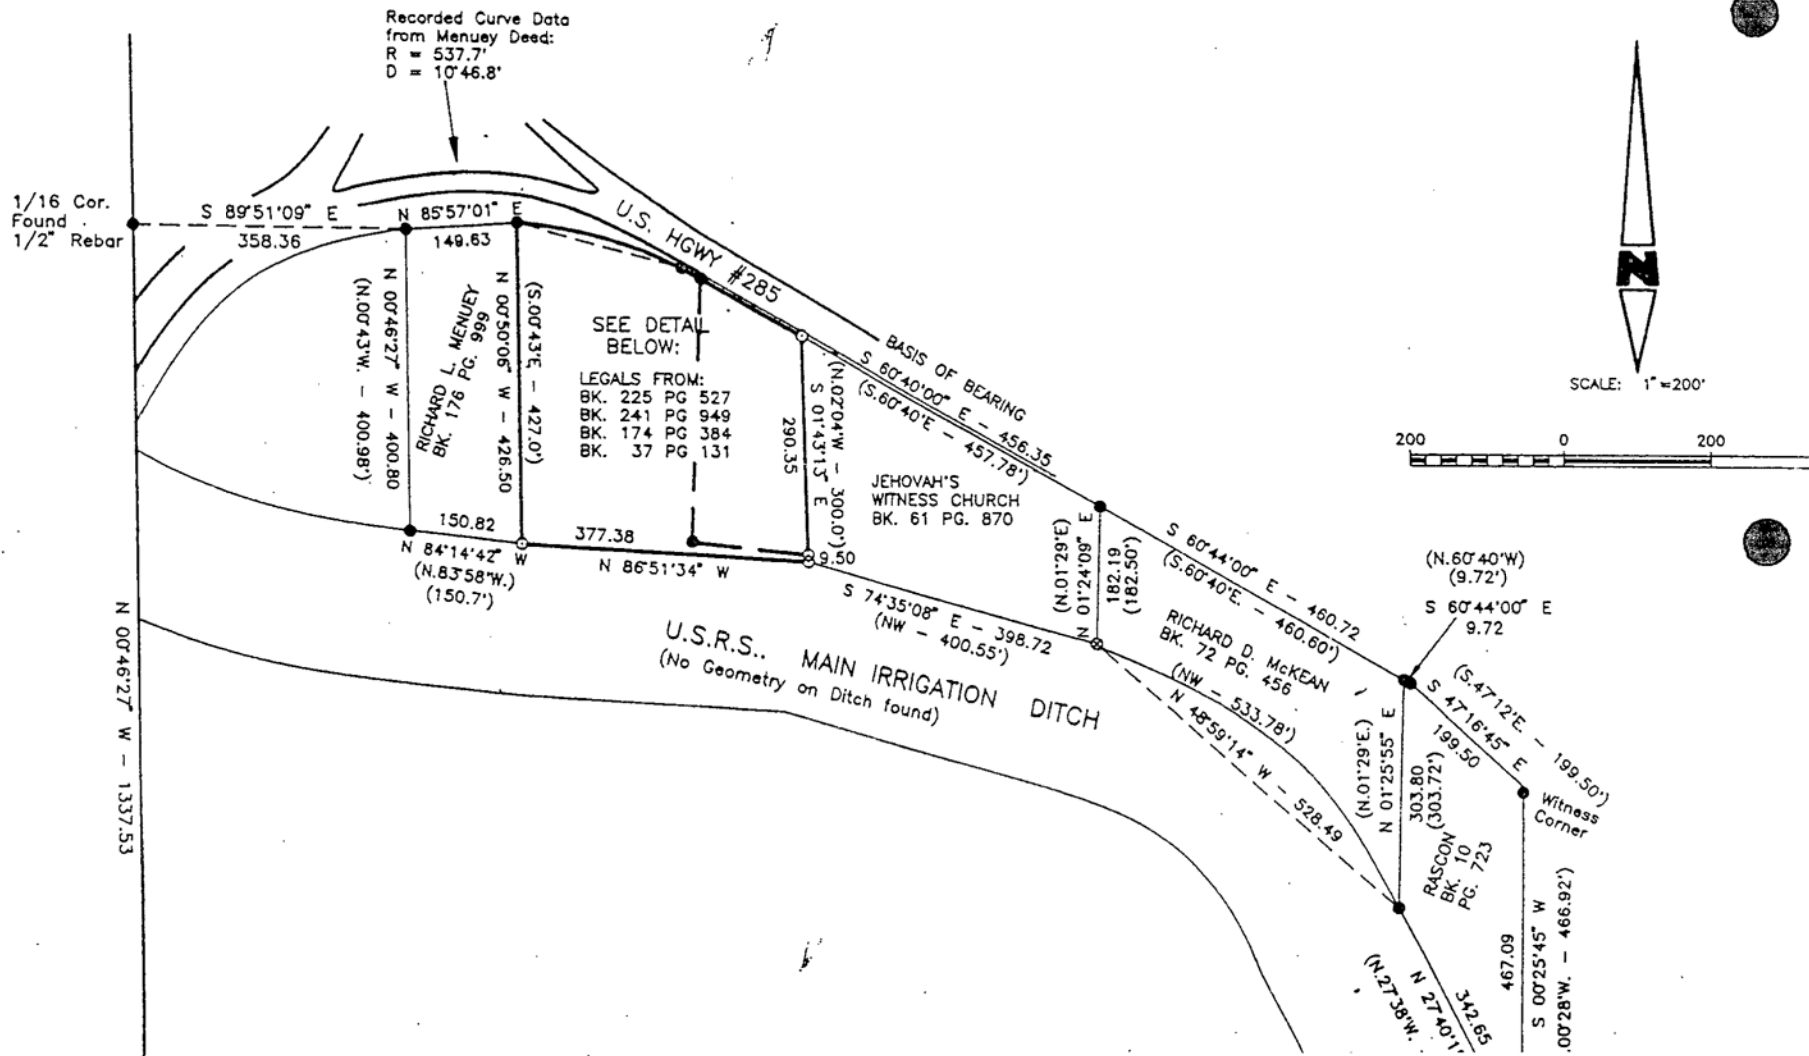 Recorded Curve Data
from Menuey Deed:
R = 537.7'
D = 10°46.8'
1/16 Cor.
Found
1/2" Rebar
S 89°51'09" E
358.36
N 85°57'01" E
149.63
U.S. HGWY #285
BASIS OF BEARING
S 60°40'00" E - 456.35
(S.60°40'E - 457.78')
SCALE: 1"=200'
200 0 200
N
(N.00°43'W. - 400.98')
N 00°46'27" W - 400.80
RICHARD L. MENUEY
BK. 176 PG. 999
N 00°50'06" W - 426.50
(S.00°43'E - 427.0')
SEE DETAIL
BELOW:
LEGALS FROM:
BK. 225 PG 527
BK. 241 PG 949
BK. 174 PG 384
BK. 37 PG 131
290.35
S 01°43'13" E
(N.02°04'W - 300.0')
JEHOVAH'S
WITNESS CHURCH
BK. 61 PG. 870
150.82
N 84°14'42" W
(N.83°58'W.)
(150.7')
377.38
N 86°51'34" W
9.50
S 74°35'08" E - 398.72
(NW - 400.55')
(N.01°29'E)
N 01°24'09" E
182.19
(182.50')
S 60°44'00" E - 460.72
(S.60°40'E. - 460.60')
(N.60°40'W)
(9.72')
S 60°44'00" E
9.72
RICHARD D. McKEAN
BK. 72 PG. 456
(NW - 533.78')
N 48°59'14" W - 528.49
(S.47°12'E. - 199.50')
S 47°16'45" E
199.50
Witness
Corner
(N.01°29'E.)
N 01°25'55" E
303.80
(303.72')
RASCON
BK. 10
PG. 723
U.S.R.S.. MAIN IRRIGATION DITCH
(No Geometry on Ditch found)
N 00°46'27" W - 1337.53
467.09
S 00°25'45" W
.00°28'W. - 466.92')
(N.27°38'W.
N 27°40'1
342.65